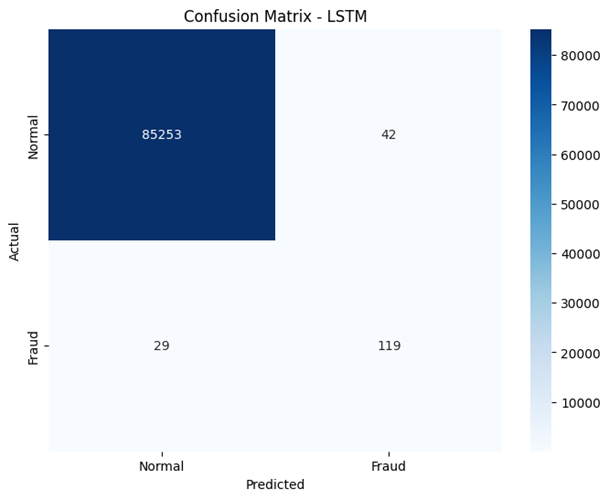 Confusion Matrix - LSTM
Actual
Normal
Fraud
85253
42
29
119
Normal
Fraud
Predicted
80000
70000
60000
50000
40000
30000
20000
10000